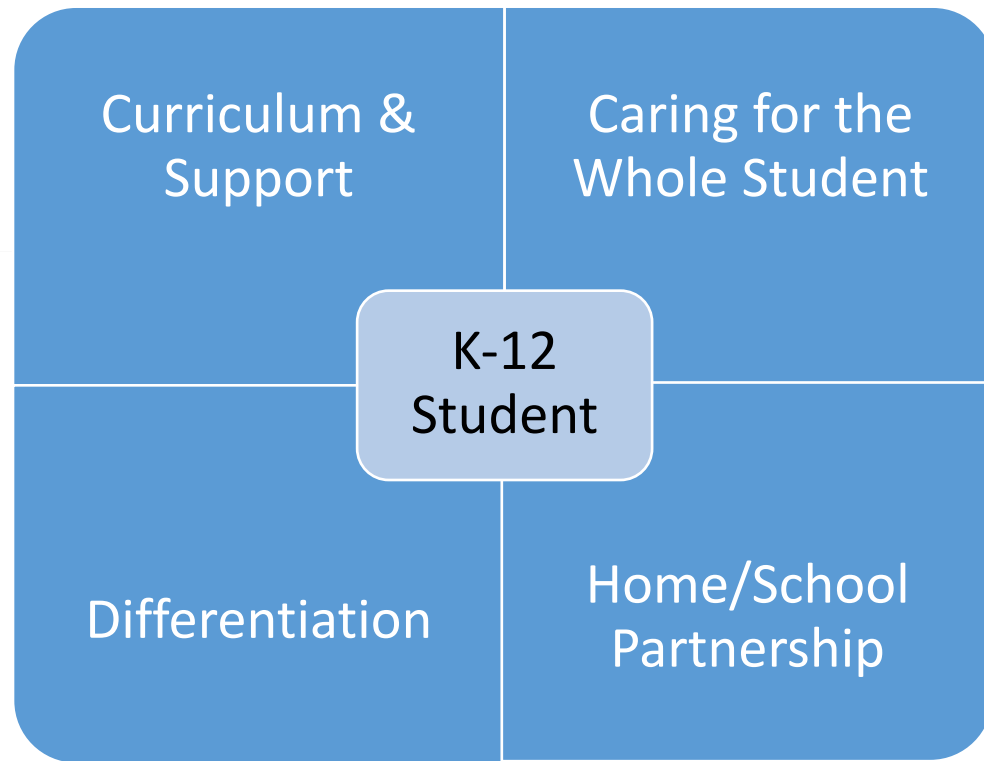 Curriculum &
Support
Caring for the
Whole Student
K-12
Student
Differentiation
Home/School
Partnership